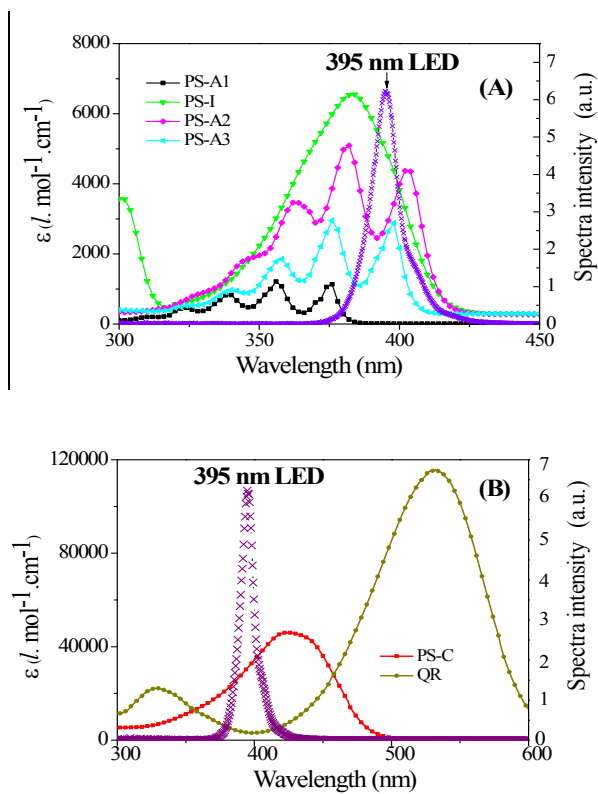 395 nm LED
(A)
PS-A1
PS-I
PS-A2
PS-A3
8000
6000
4000
2000
0
7
6
5
4
3
2
1
0
300 350 400 450
ε (l. mol-1.cm-1)
Spectra intensity (a.u.)
Wavelength (nm)
395 nm LED
(B)
PS-C
QR
120000
80000
40000
0
7
6
5
4
3
2
1
0
300 400 500 600
ε (l. mol-1.cm-1)
Spectra intensity (a.u.)
Wavelength (nm)